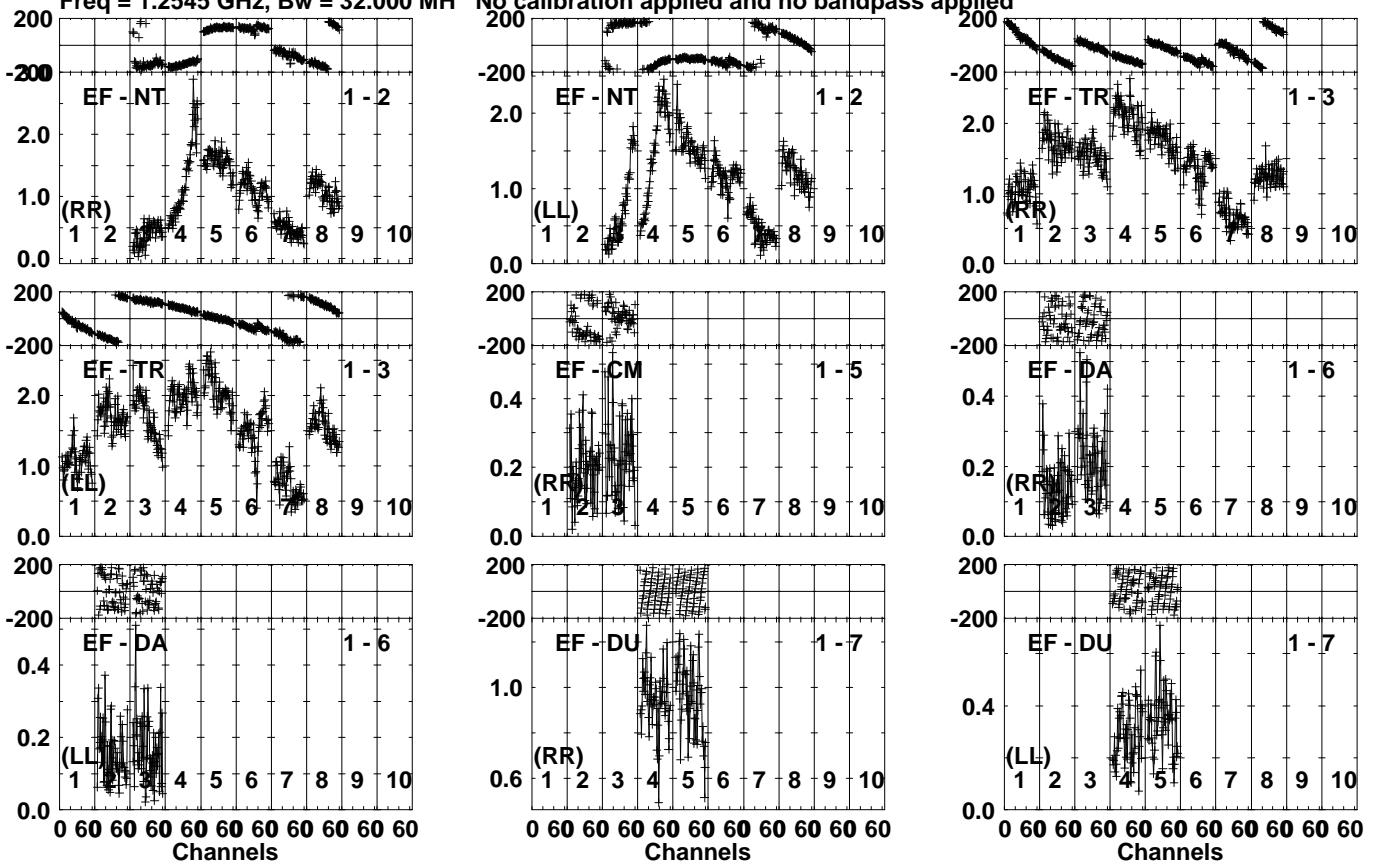 Freq = 1.2545 GHz, Bw = 32.000 MH No calibration applied and no bandpass applied
200
-200
EF - NT 1 - 2
2.0
1.0
0.0
(RR)
1 2 3 4 5 6 7 8 9 10
200
-200
EF - NT 1 - 2
2.0
1.0
0.0
(LL)
1 2 3 4 5 6 7 8 9 10
200
-200
EF - TR 1 - 3
2.0
1.0
0.0
(RR)
1 2 3 4 5 6 7 8 9 10
200
-200
EF - TR 1 - 3
2.0
1.0
0.0
(LL)
1 2 3 4 5 6 7 8 9 10
200
-200
EF - CM 1 - 5
0.4
0.2
0.0
(RR)
1 2 3 4 5 6 7 8 9 10
200
-200
EF - DA 1 - 6
0.4
0.2
0.0
(RR)
1 2 3 4 5 6 7 8 9 10
200
-200
EF - DA 1 - 6
0.4
0.2
0.0
(LL)
1 2 3 4 5 6 7 8 9 10
0 60 60 60 60 60 60 60 60 60 60
Channels
200
-200
EF - DU 1 - 7
1.0
0.6
(RR)
1 2 3 4 5 6 7 8 9 10
0 60 60 60 60 60 60 60 60 60 60
Channels
200
-200
EF - DU 1 - 7
0.4
0.0
(LL)
1 2 3 4 5 6 7 8 9 10
0 60 60 60 60 60 60 60 60 60 60
Channels